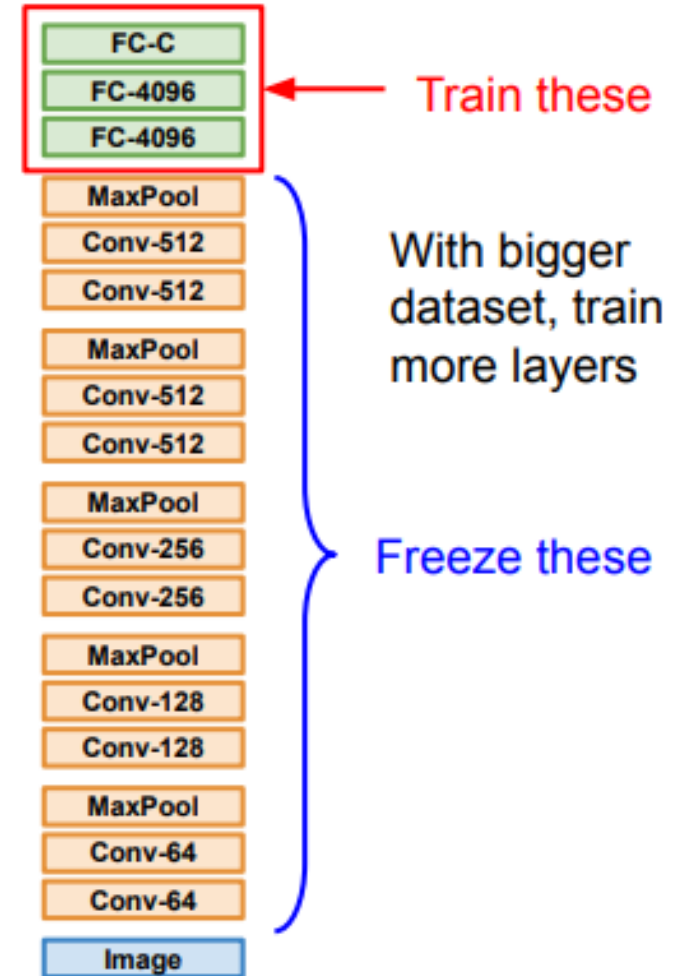 FC-C
FC-4096
FC-4096
Train these
MaxPool
Conv-512
Conv-512
With bigger
dataset, train
more layers
MaxPool
Conv-512
Conv-512
MaxPool
Conv-256
Conv-256
Freeze these
MaxPool
Conv-128
Conv-128
MaxPool
Conv-64
Conv-64
Image